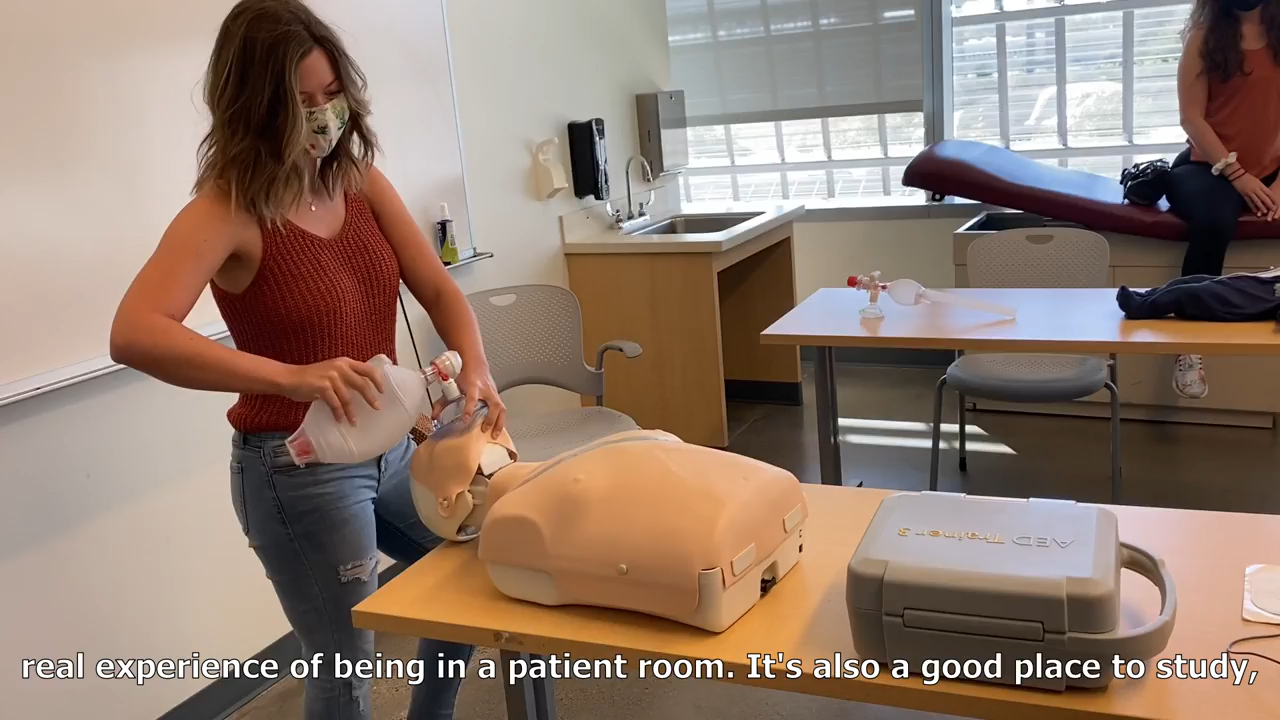 AED Trainer 3
real experience of being in a patient room. It's also a good place to study,